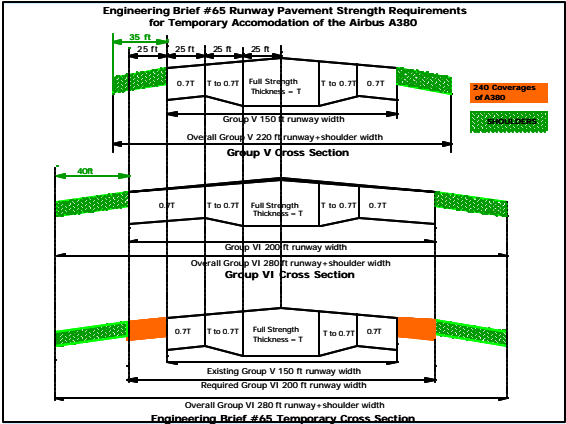 Engineering Brief #65 Runway Pavement Strength Requirements
for Temporary Accomodation of the Airbus A380
35 ft
25 ft 25 ft 25 ft 25 ft
0.7T T to 0.7T Full Strength T to 0.7T 0.7T
Thickness = T
240 Coverages
of A380
SHOULDERS
Group V 150 ft runway width
Overall Group V 220 ft runway+shoulder width
Group V Cross Section
40ft
0.7T T to 0.7T Full Strength T to 0.7T 0.7T
Thickness = T
Group VI 200 ft runway width
Overall Group VI 280 ft runway+shoulder width
Group VI Cross Section
0.7T T to 0.7T Full Strength T to 0.7T 0.7T
Thickness = T
Existing Group V 150 ft runway width
Required Group VI 200 ft runway width
Overall Group VI 280 ft runway+shoulder width
Engineering Brief #65 Temporary Cross Section